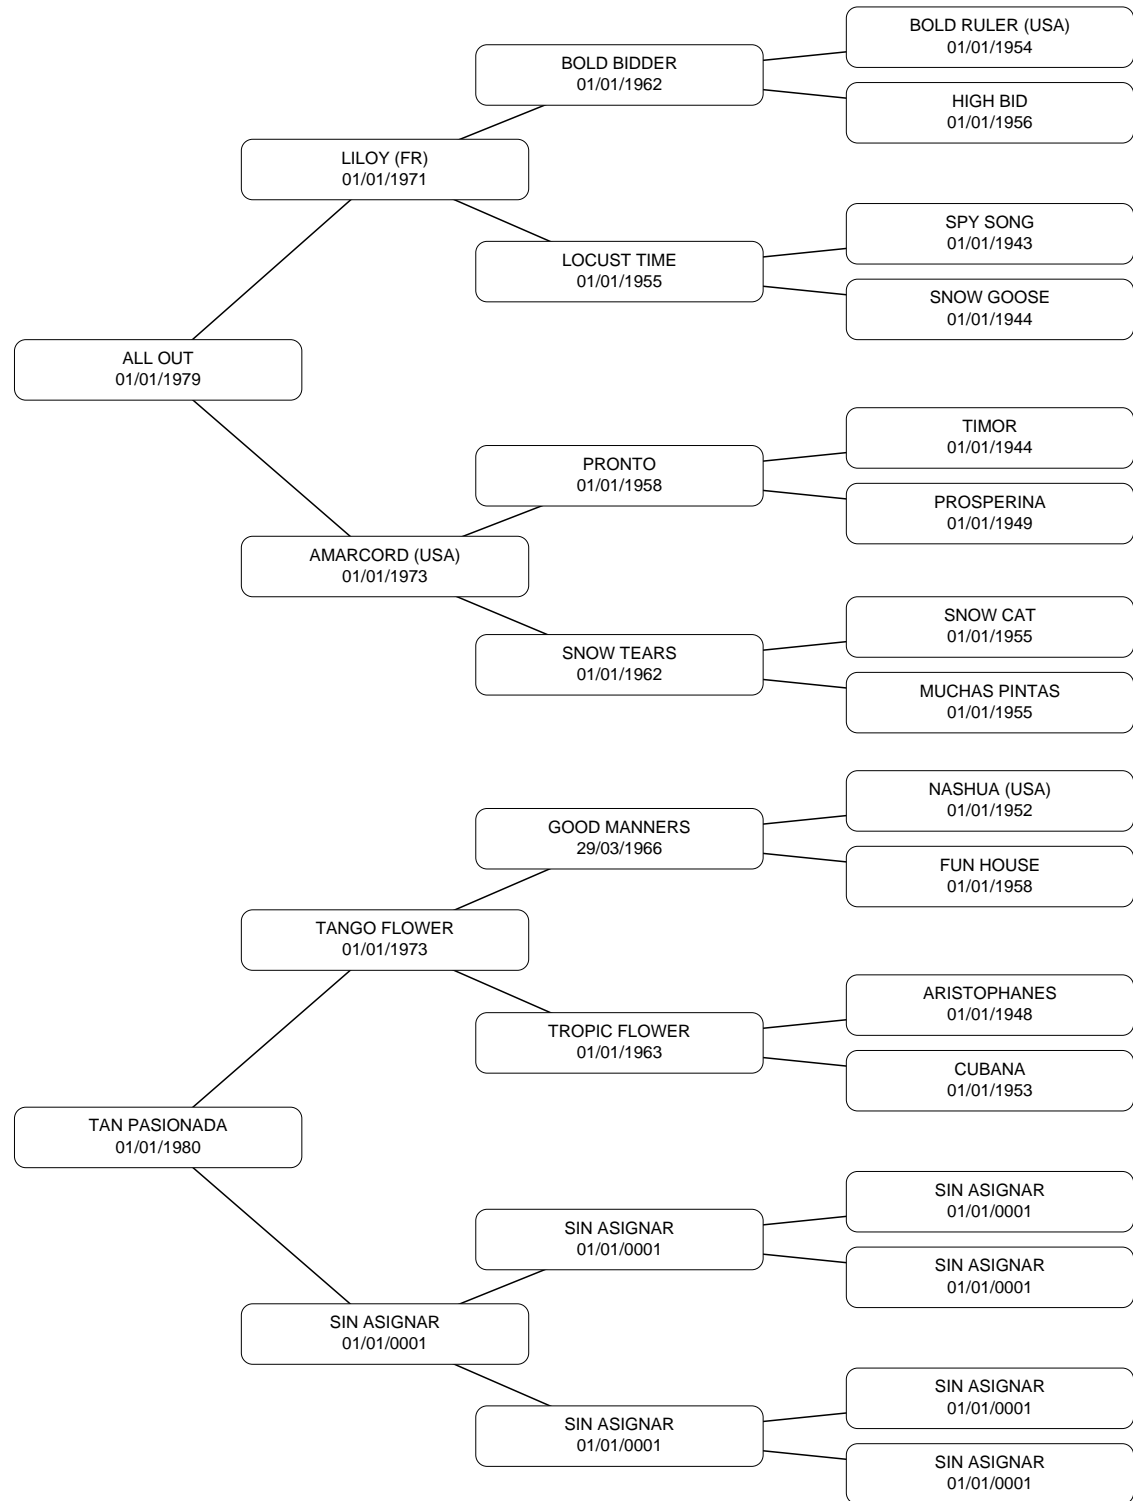 BOLD RULER (USA)
01/01/1954
BOLD BIDDER
01/01/1962
HIGH BID
01/01/1956
LILOY (FR)
01/01/1971
SPY SONG
01/01/1943
LOCUST TIME
01/01/1955
SNOW GOOSE
01/01/1944
ALL OUT
01/01/1979
TIMOR
01/01/1944
PRONTO
01/01/1958
PROSPERINA
01/01/1949
AMARCORD (USA)
01/01/1973
SNOW CAT
01/01/1955
SNOW TEARS
01/01/1962
MUCHAS PINTAS
01/01/1955
NASHUA (USA)
01/01/1952
GOOD MANNERS
29/03/1966
FUN HOUSE
01/01/1958
TANGO FLOWER
01/01/1973
ARISTOPHANES
01/01/1948
TROPIC FLOWER
01/01/1963
CUBANA
01/01/1953
TAN PASIONADA
01/01/1980
SIN ASIGNAR
01/01/0001
SIN ASIGNAR
01/01/0001
SIN ASIGNAR
01/01/0001
SIN ASIGNAR
01/01/0001
SIN ASIGNAR
01/01/0001
SIN ASIGNAR
01/01/0001
SIN ASIGNAR
01/01/0001